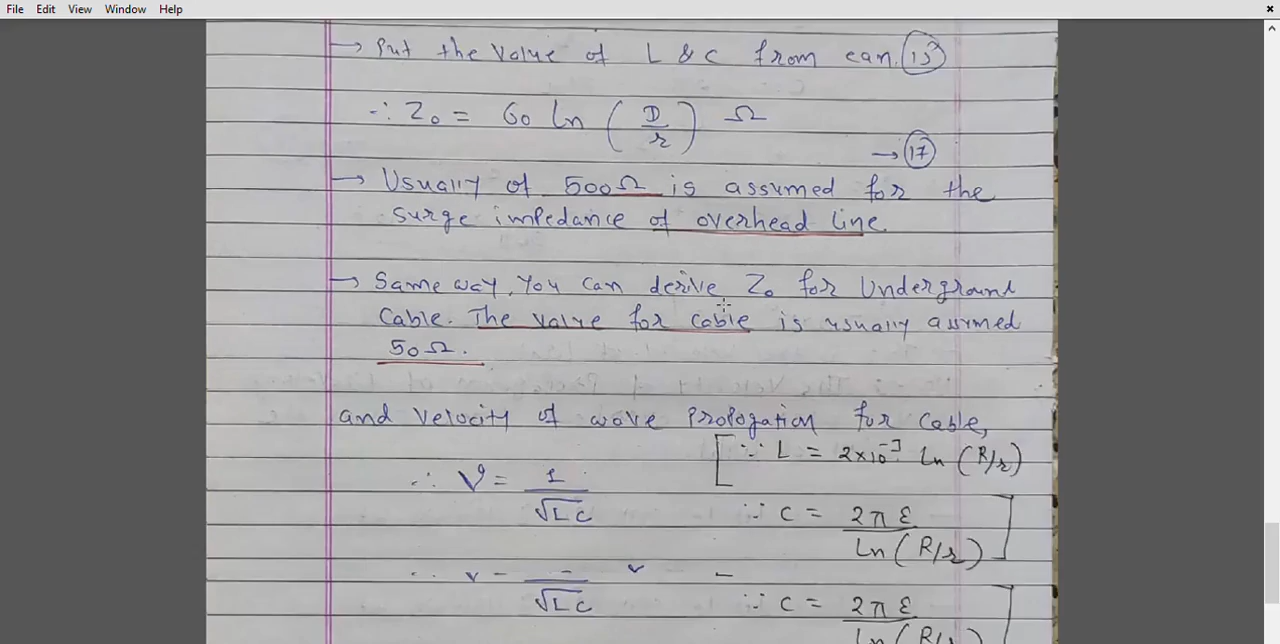 File Edit View Window Help
→ Put the value of L & C from eqn. (15)
∴ Z₀ = 60 ln (D/r) Ω
→ (17)
→ Usually of 500Ω is assumed for the
surge impedance of overhead line.
→ Same way, You can derive Z₀ for Underground
Cable. The value for cable is usually assumed
50Ω.
and velocity of wave Propogation for Cable,
[∵ L = 2×10⁻⁷ ln (R/r)
∴ V = 1/√LC
∵ C = 2πε / ln (R/r)]
∴ V = 
√LC
∵ C = 2πε
ln (R/r)